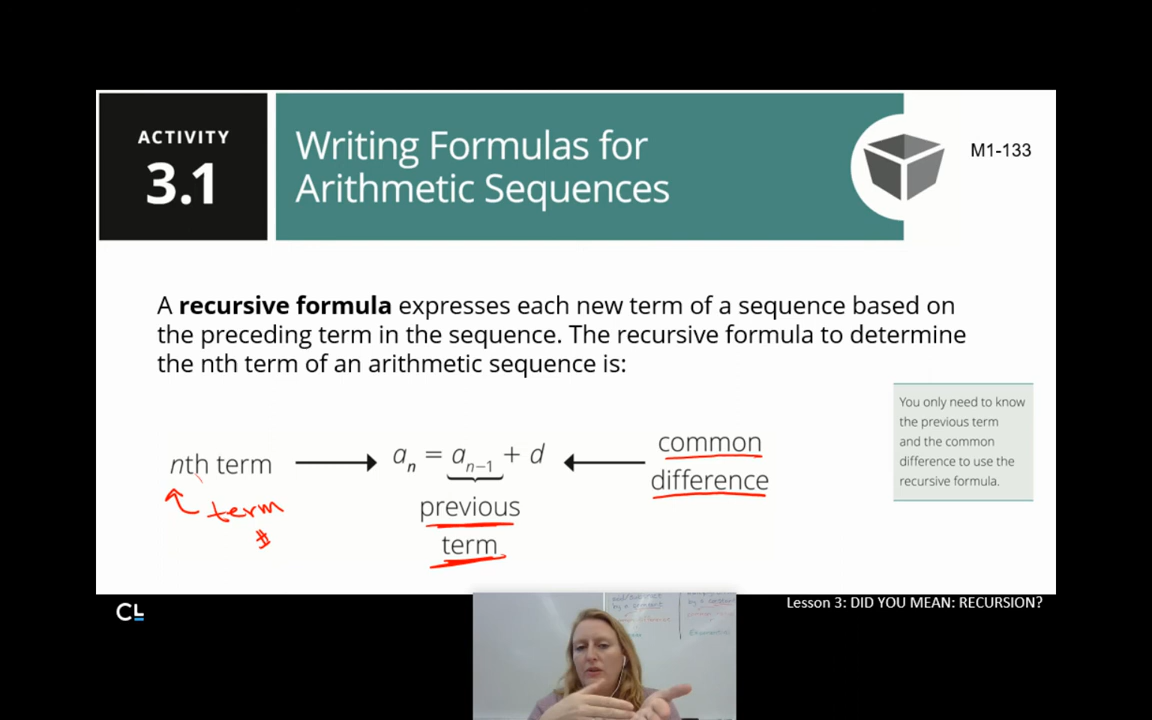 ACTIVITY
3.1
Writing Formulas for
Arithmetic Sequences
M1-133
A recursive formula expresses each new term of a sequence based on
the preceding term in the sequence. The recursive formula to determine
the nth term of an arithmetic sequence is:
nth term
aₙ = aₙ₋₁ + d
previous
term
common
difference
term
#
You only need to know
the previous term
and the common
difference to use the
recursive formula.
CL
Lesson 3: DID YOU MEAN: RECURSION?